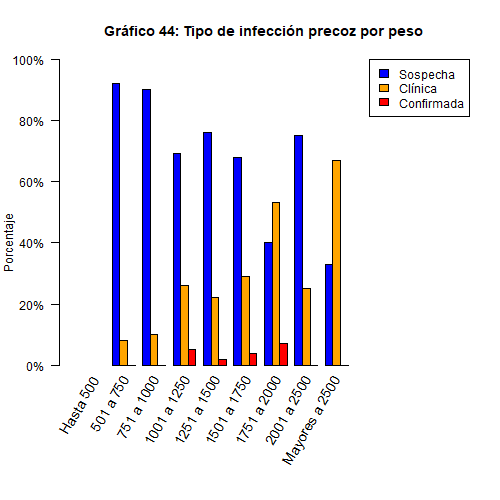 Gráfico 44: Tipo de infección precoz por peso
Sospecha
Clínica
Confirmada
Porcentaje
100%
80%
60%
40%
20%
0%
Hasta 500
501 a 750
751 a 1000
1001 a 1250
1251 a 1500
1501 a 1750
1751 a 2000
2001 a 2500
Mayores a 2500